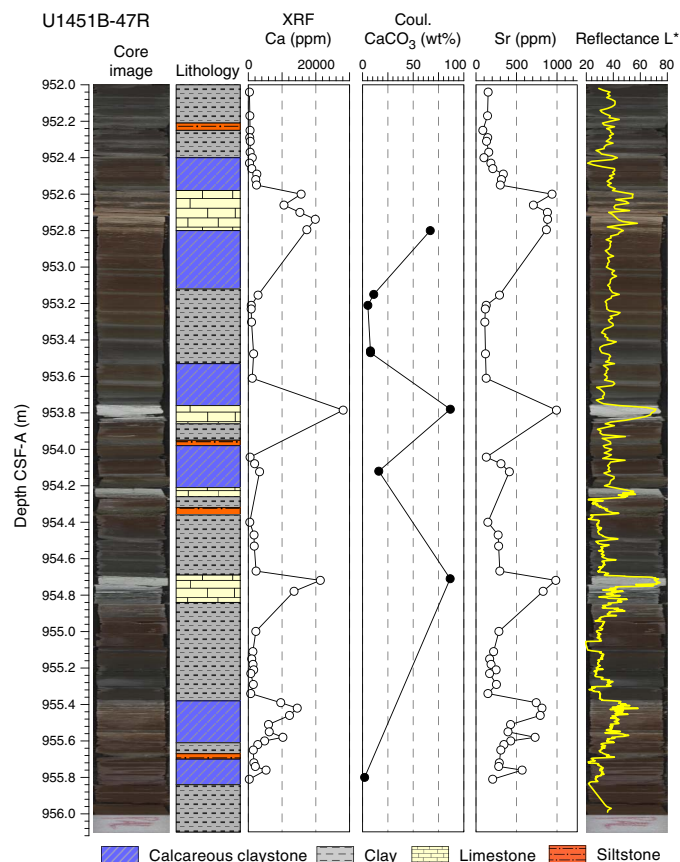 U1451B-47R
Core image
Lithology
XRF Ca (ppm)
Coul. CaCO3 (wt%)
Sr (ppm)
Reflectance L*
0 20000
0 50 100
0 500 1000
20 40 60 80
Depth CSF-A (m)
952.0
952.2
952.4
952.6
952.8
953.0
953.2
953.4
953.6
953.8
954.0
954.2
954.4
954.6
954.8
955.0
955.2
955.4
955.6
955.8
956.0
Calcareous claystone Clay Limestone Siltstone